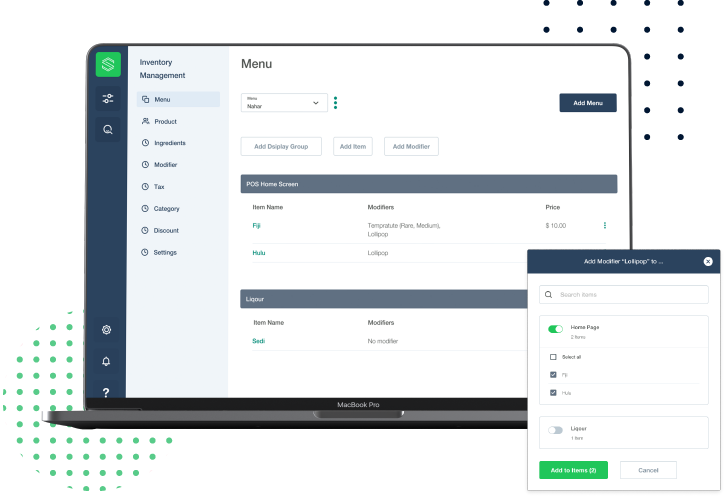 Inventory
Management
Menu
Product
Ingredients
Modifier
Tax
Category
Discount
Settings
?
Menu
Menu
Nahar
Add Menu
Add Dsiplay Group
Add Item
Add Modifier
POS Home Screen
Item Name Modifiers Price
Fiji Tempratute (Rare, Medium), $ 10.00
Lollipop
Hulu Lollipop
Liqour
Item Name Modifiers
Sedi No modifier
MacBook Pro
Add Modifier "Lollipop" to ...
Search items
Home Page
2 Items
Select all
Fiji
Hulu
Liqour
1 Item
Add to Items (2)
Cancel